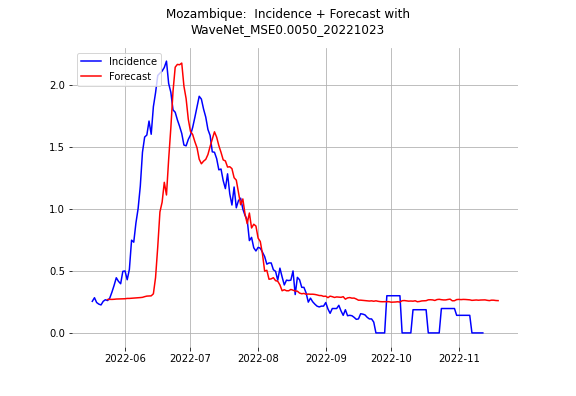 Mozambique:  Incidence + Forecast with
WaveNet_MSE0.0050_20221023
Incidence
Forecast
2.0
1.5
1.0
0.5
0.0
2022-06
2022-07
2022-08
2022-09
2022-10
2022-11